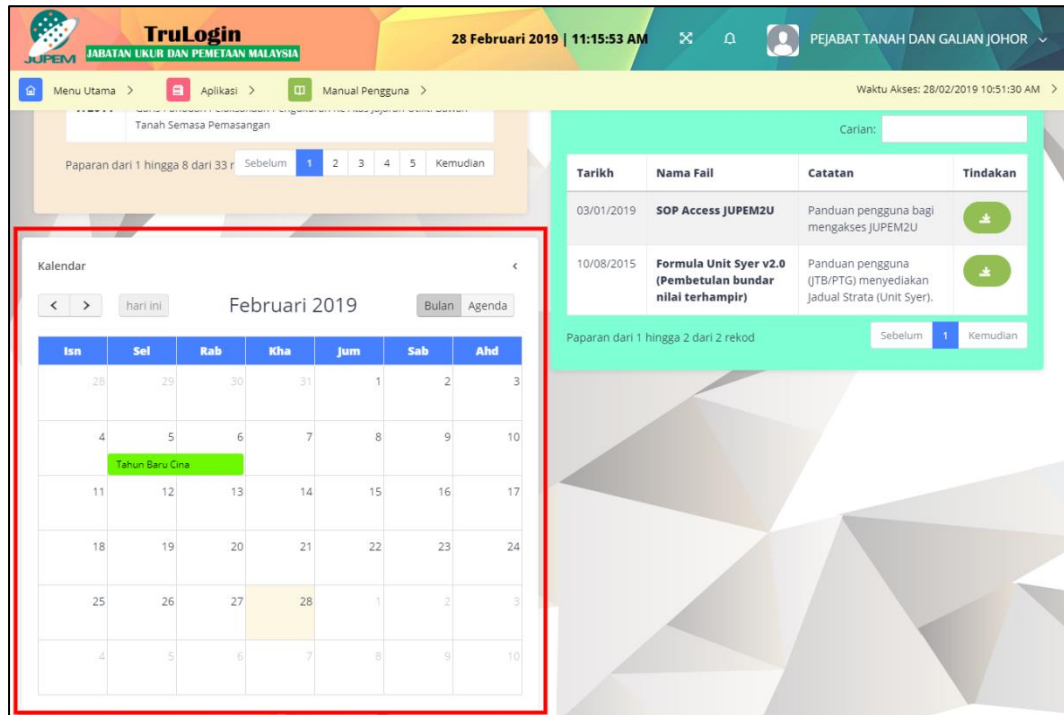 TruLogin
JUPEM
JABATAN UKUR DAN PEMETAAN MALAYSIA
28 Februari 2019 | 11:15:53 AM
PEJABAT TANAH DAN GALIAN JOHOR
Menu Utama >
Aplikasi >
Manual Pengguna >
Waktu Akses: 28/02/2019 10:51:30 AM >
Tanah Semasa Pemasangan
Paparan dari 1 hingga 8 dari 33 r
Sebelum 1 2 3 4 5 Kemudian
Carian:
Tarikh Nama Fail Catatan Tindakan
03/01/2019 SOP Access JUPEM2U Panduan pengguna bagi
mengakses JUPEM2U
10/08/2015 Formula Unit Syer v2.0 Panduan pengguna
(Pembetulan bundar (JTB/PTG) menyediakan
nilai terhampir) Jadual Strata (Unit Syer).
Paparan dari 1 hingga 2 dari 2 rekod
Sebelum 1 Kemudian
Kalendar
< > hari ini Februari 2019 Bulan Agenda
Isn Sel Rab Kha Jum Sab Ahd
28 29 30 31 1 2 3
4 5 6 7 8 9 10
Tahun Baru Cina
11 12 13 14 15 16 17
18 19 20 21 22 23 24
25 26 27 28 1 2 3
4 5 6 7 8 9 10